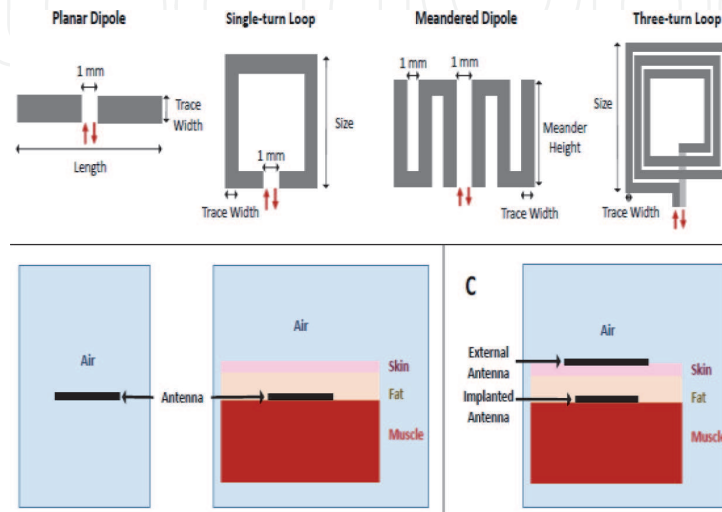 Planar Dipole
Single-turn Loop
Meandered Dipole
Three-turn Loop
1 mm
Trace
Width
Length
1 mm
Size
Trace Width
1 mm
1 mm
Meander
Height
Trace Width
Size
Trace Width
Air
Antenna
Air
Skin
Fat
Muscle
C
Air
External
Antenna
Implanted
Antenna
Skin
Fat
Muscle